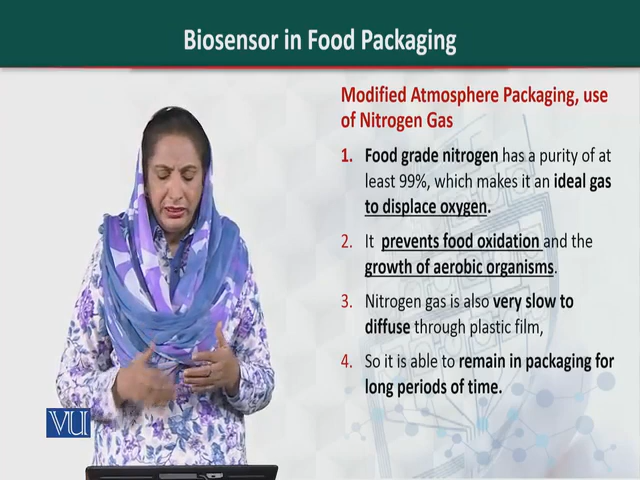 Biosensor in Food Packaging
Modified Atmosphere Packaging, use
of Nitrogen Gas
1. Food grade nitrogen has a purity of at
least 99%, which makes it an ideal gas
to displace oxygen.
2. It prevents food oxidation and the
growth of aerobic organisms.
3. Nitrogen gas is also very slow to
diffuse through plastic film,
4. So it is able to remain in packaging for
long periods of time.
VU